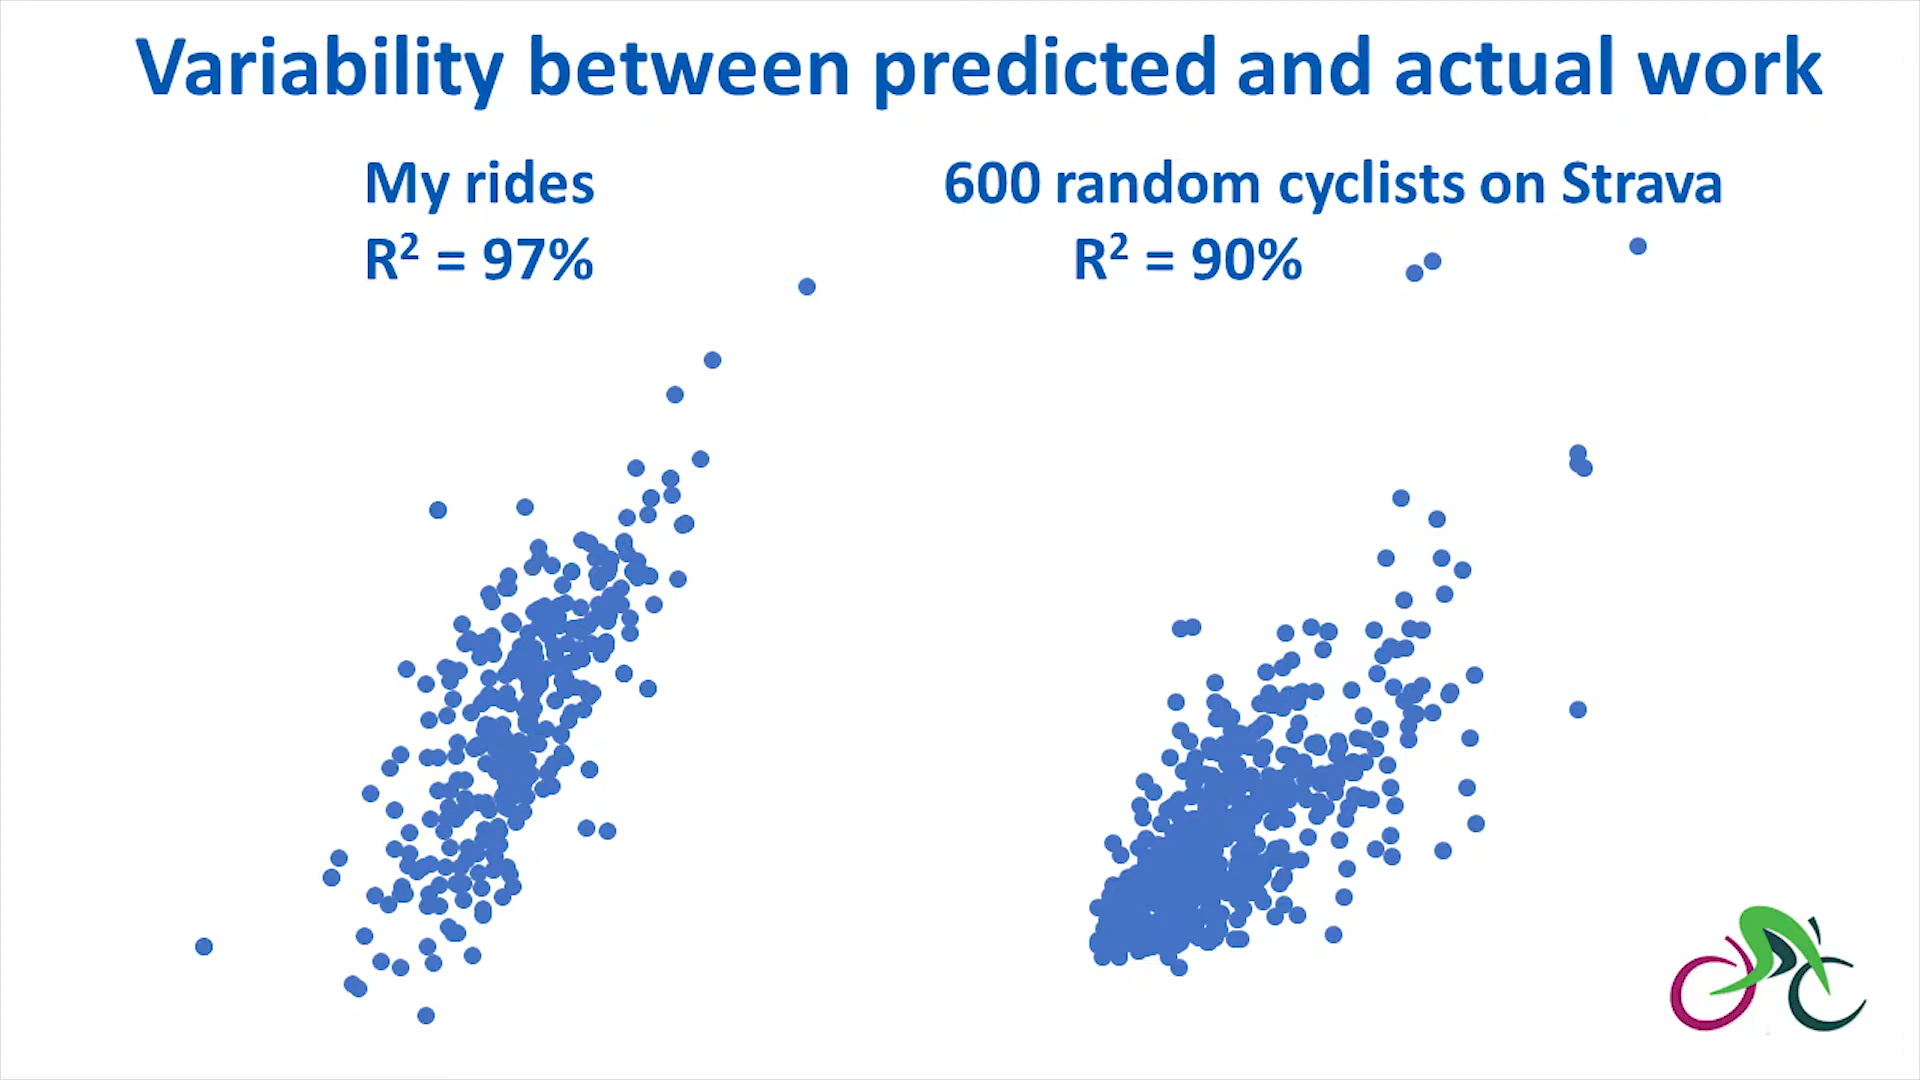 Variability between predicted and actual work
My rides
R² = 97%
600 random cyclists on Strava
R² = 90%